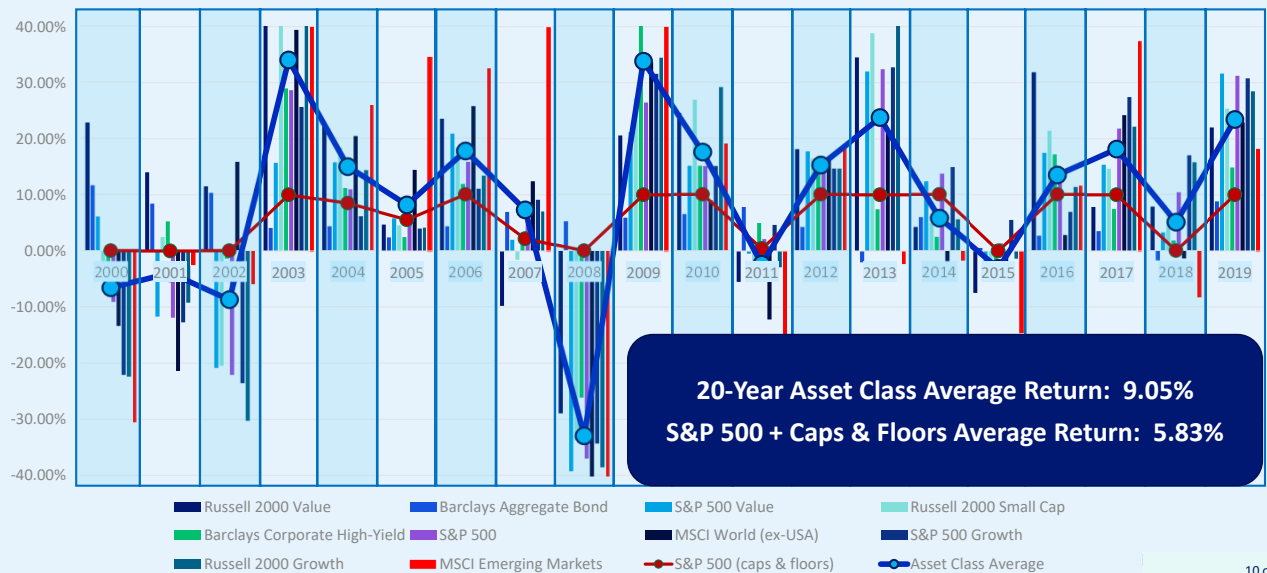 40.00%
30.00%
20.00%
10.00%
0.00%
-10.00%
-20.00%
-30.00%
-40.00%
2000 2001 2002 2003 2004 2005 2006 2007 2008 2009 2010 2011 2012 2013 2014 2015 2016 2017 2018 2019
20-Year Asset Class Average Return: 9.05%
S&P 500 + Caps & Floors Average Return: 5.83%
Russell 2000 Value Barclays Aggregate Bond S&P 500 Value Russell 2000 Small Cap
Barclays Corporate High-Yield S&P 500 MSCI World (ex-USA) S&P 500 Growth
Russell 2000 Growth MSCI Emerging Markets S&P 500 (caps & floors) Asset Class Average